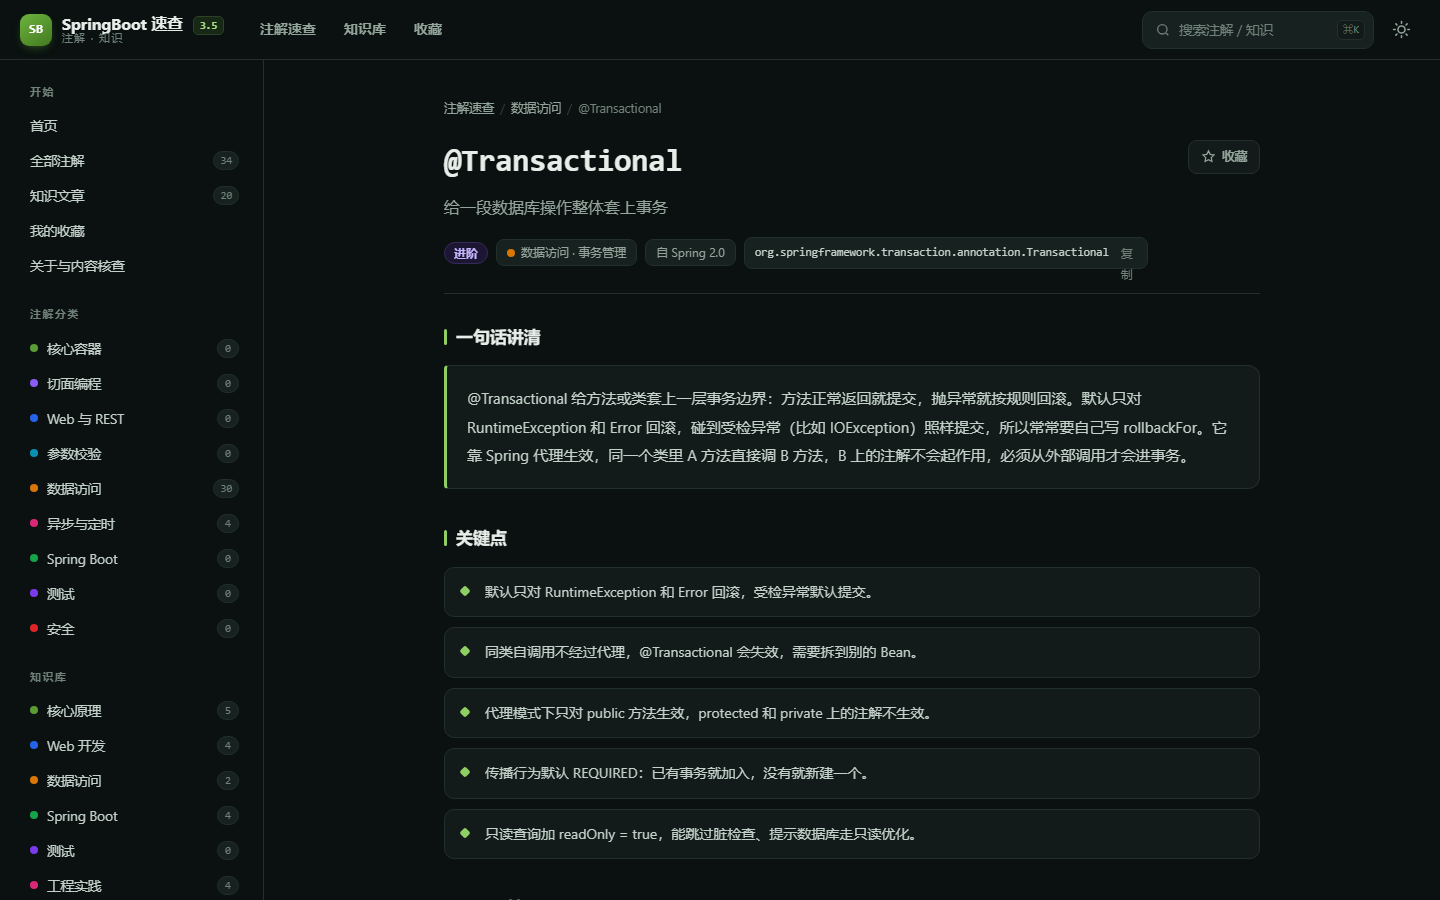 SB
SpringBoot 速查
3.5
注解 · 知识
注解速查
知识库
收藏
搜索注解 / 知识
⌘K
开始
首页
全部注解 34
知识文章 20
我的收藏
关于与内容核查
注解分类
核心容器 0
切面编程 0
Web 与 REST 0
参数校验 0
数据访问 30
异步与定时 4
Spring Boot 0
测试 0
安全 0
知识库
核心原理 5
Web 开发 4
数据访问 2
Spring Boot 4
测试 0
工程实践 4
注解速查 / 数据访问 / @Transactional
@Transactional
收藏
给一段数据库操作整体套上事务
进阶
数据访问 · 事务管理
自 Spring 2.0
org.springframework.transaction.annotation.Transactional
复
制
一句话讲清
@Transactional 给方法或类套上一层事务边界：方法正常返回就提交，抛异常就按规则回滚。默认只对
RuntimeException 和 Error 回滚，碰到受检异常（比如 IOException）照样提交，所以常常要自己写 rollbackFor。它
靠 Spring 代理生效，同一个类里 A 方法直接调 B 方法，B 上的注解不会起作用，必须从外部调用才会进事务。
关键点
默认只对 RuntimeException 和 Error 回滚，受检异常默认提交。
同类自调用不经过代理，@Transactional 会失效，需要拆到别的 Bean。
代理模式下只对 public 方法生效，protected 和 private 上的注解不生效。
传播行为默认 REQUIRED：已有事务就加入，没有就新建一个。
只读查询加 readOnly = true，能跳过脏检查、提示数据库走只读优化。